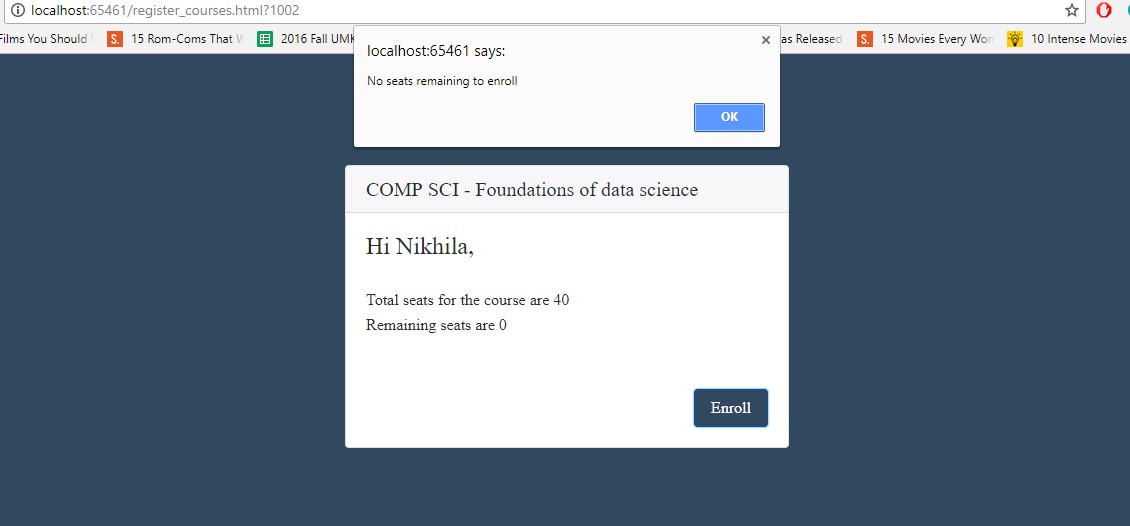 localhost:65461/register_courses.html?1002
Films You Should
S. 15 Rom-Coms That
2016 Fall UMK
as Released
S. 15 Movies Every Wom
10 Intense Movies
localhost:65461 says:
No seats remaining to enroll
OK
COMP SCI - Foundations of data science
Hi Nikhila,
Total seats for the course are 40
Remaining seats are 0
Enroll